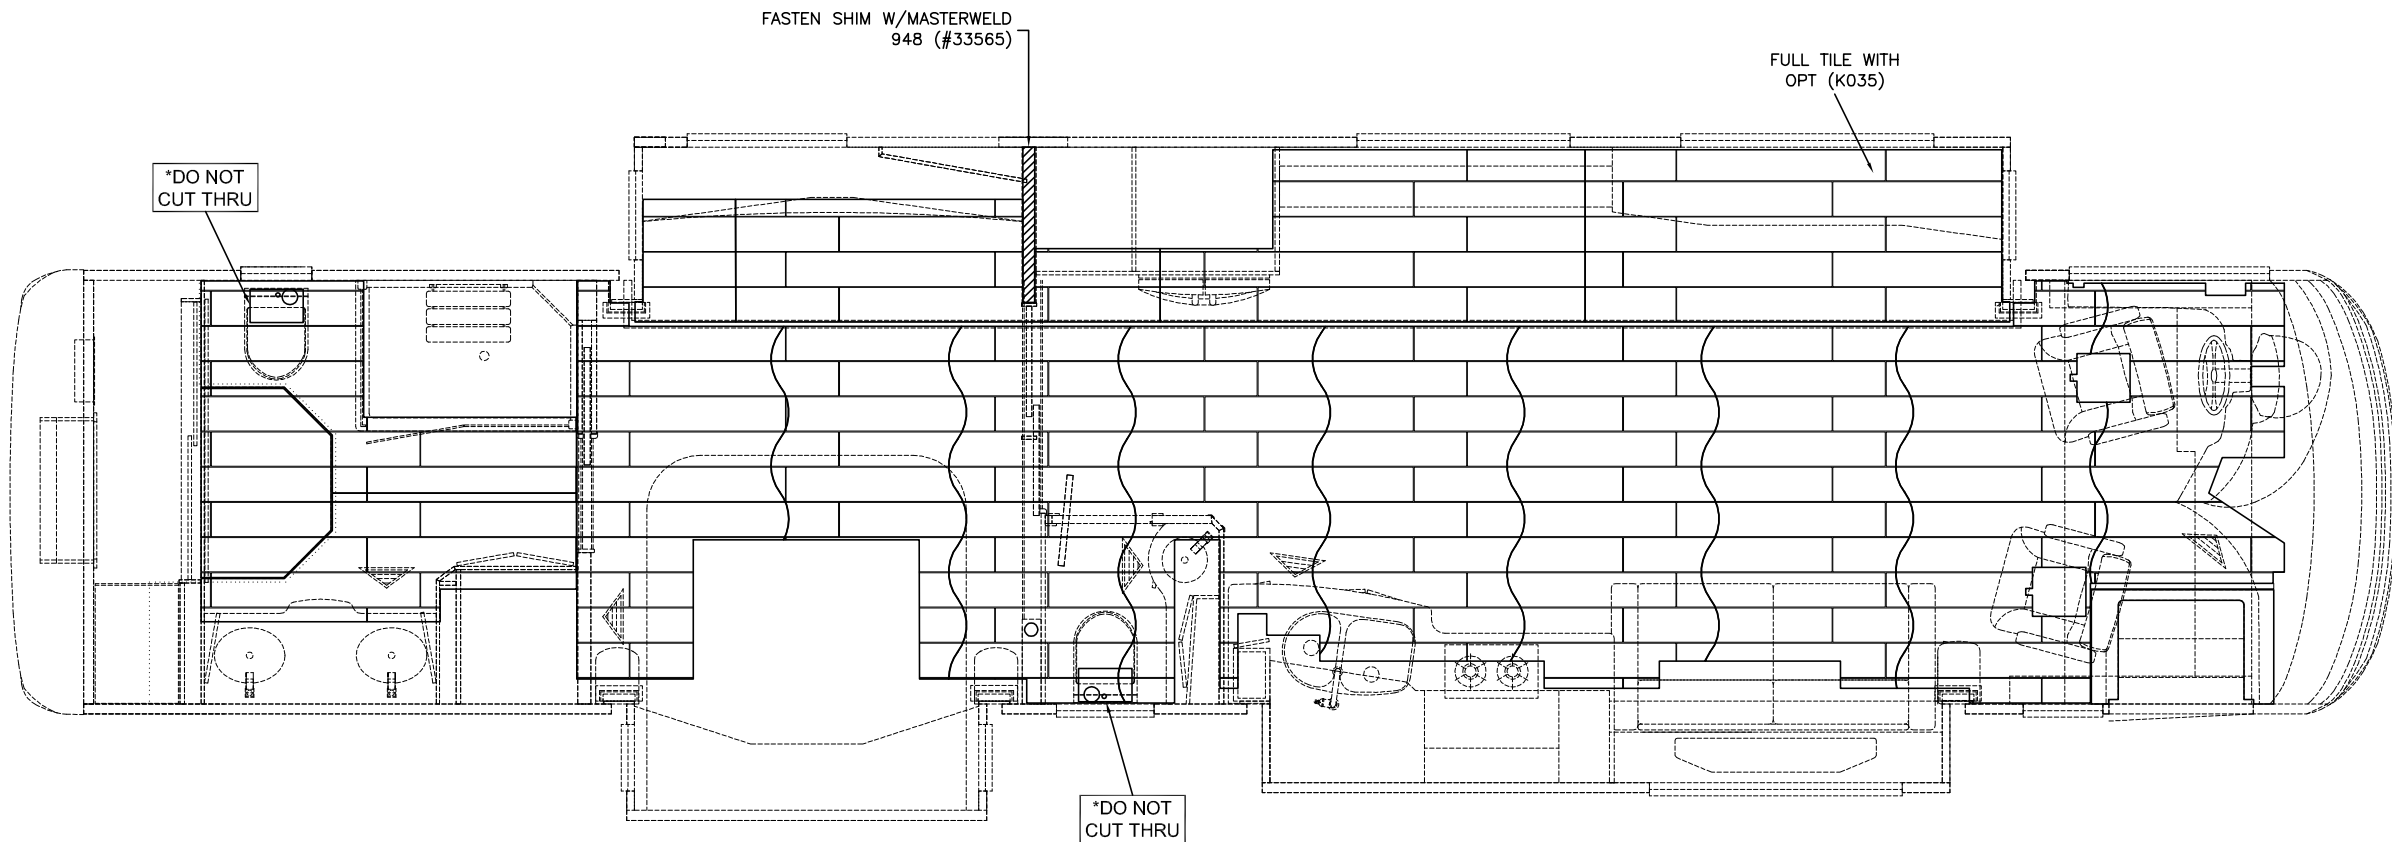 FASTEN SHIM W/MASTERWELD
948 (#33565)
FULL TILE WITH
OPT (K035)
*DO NOT
CUT THRU
*DO NOT
CUT THRU